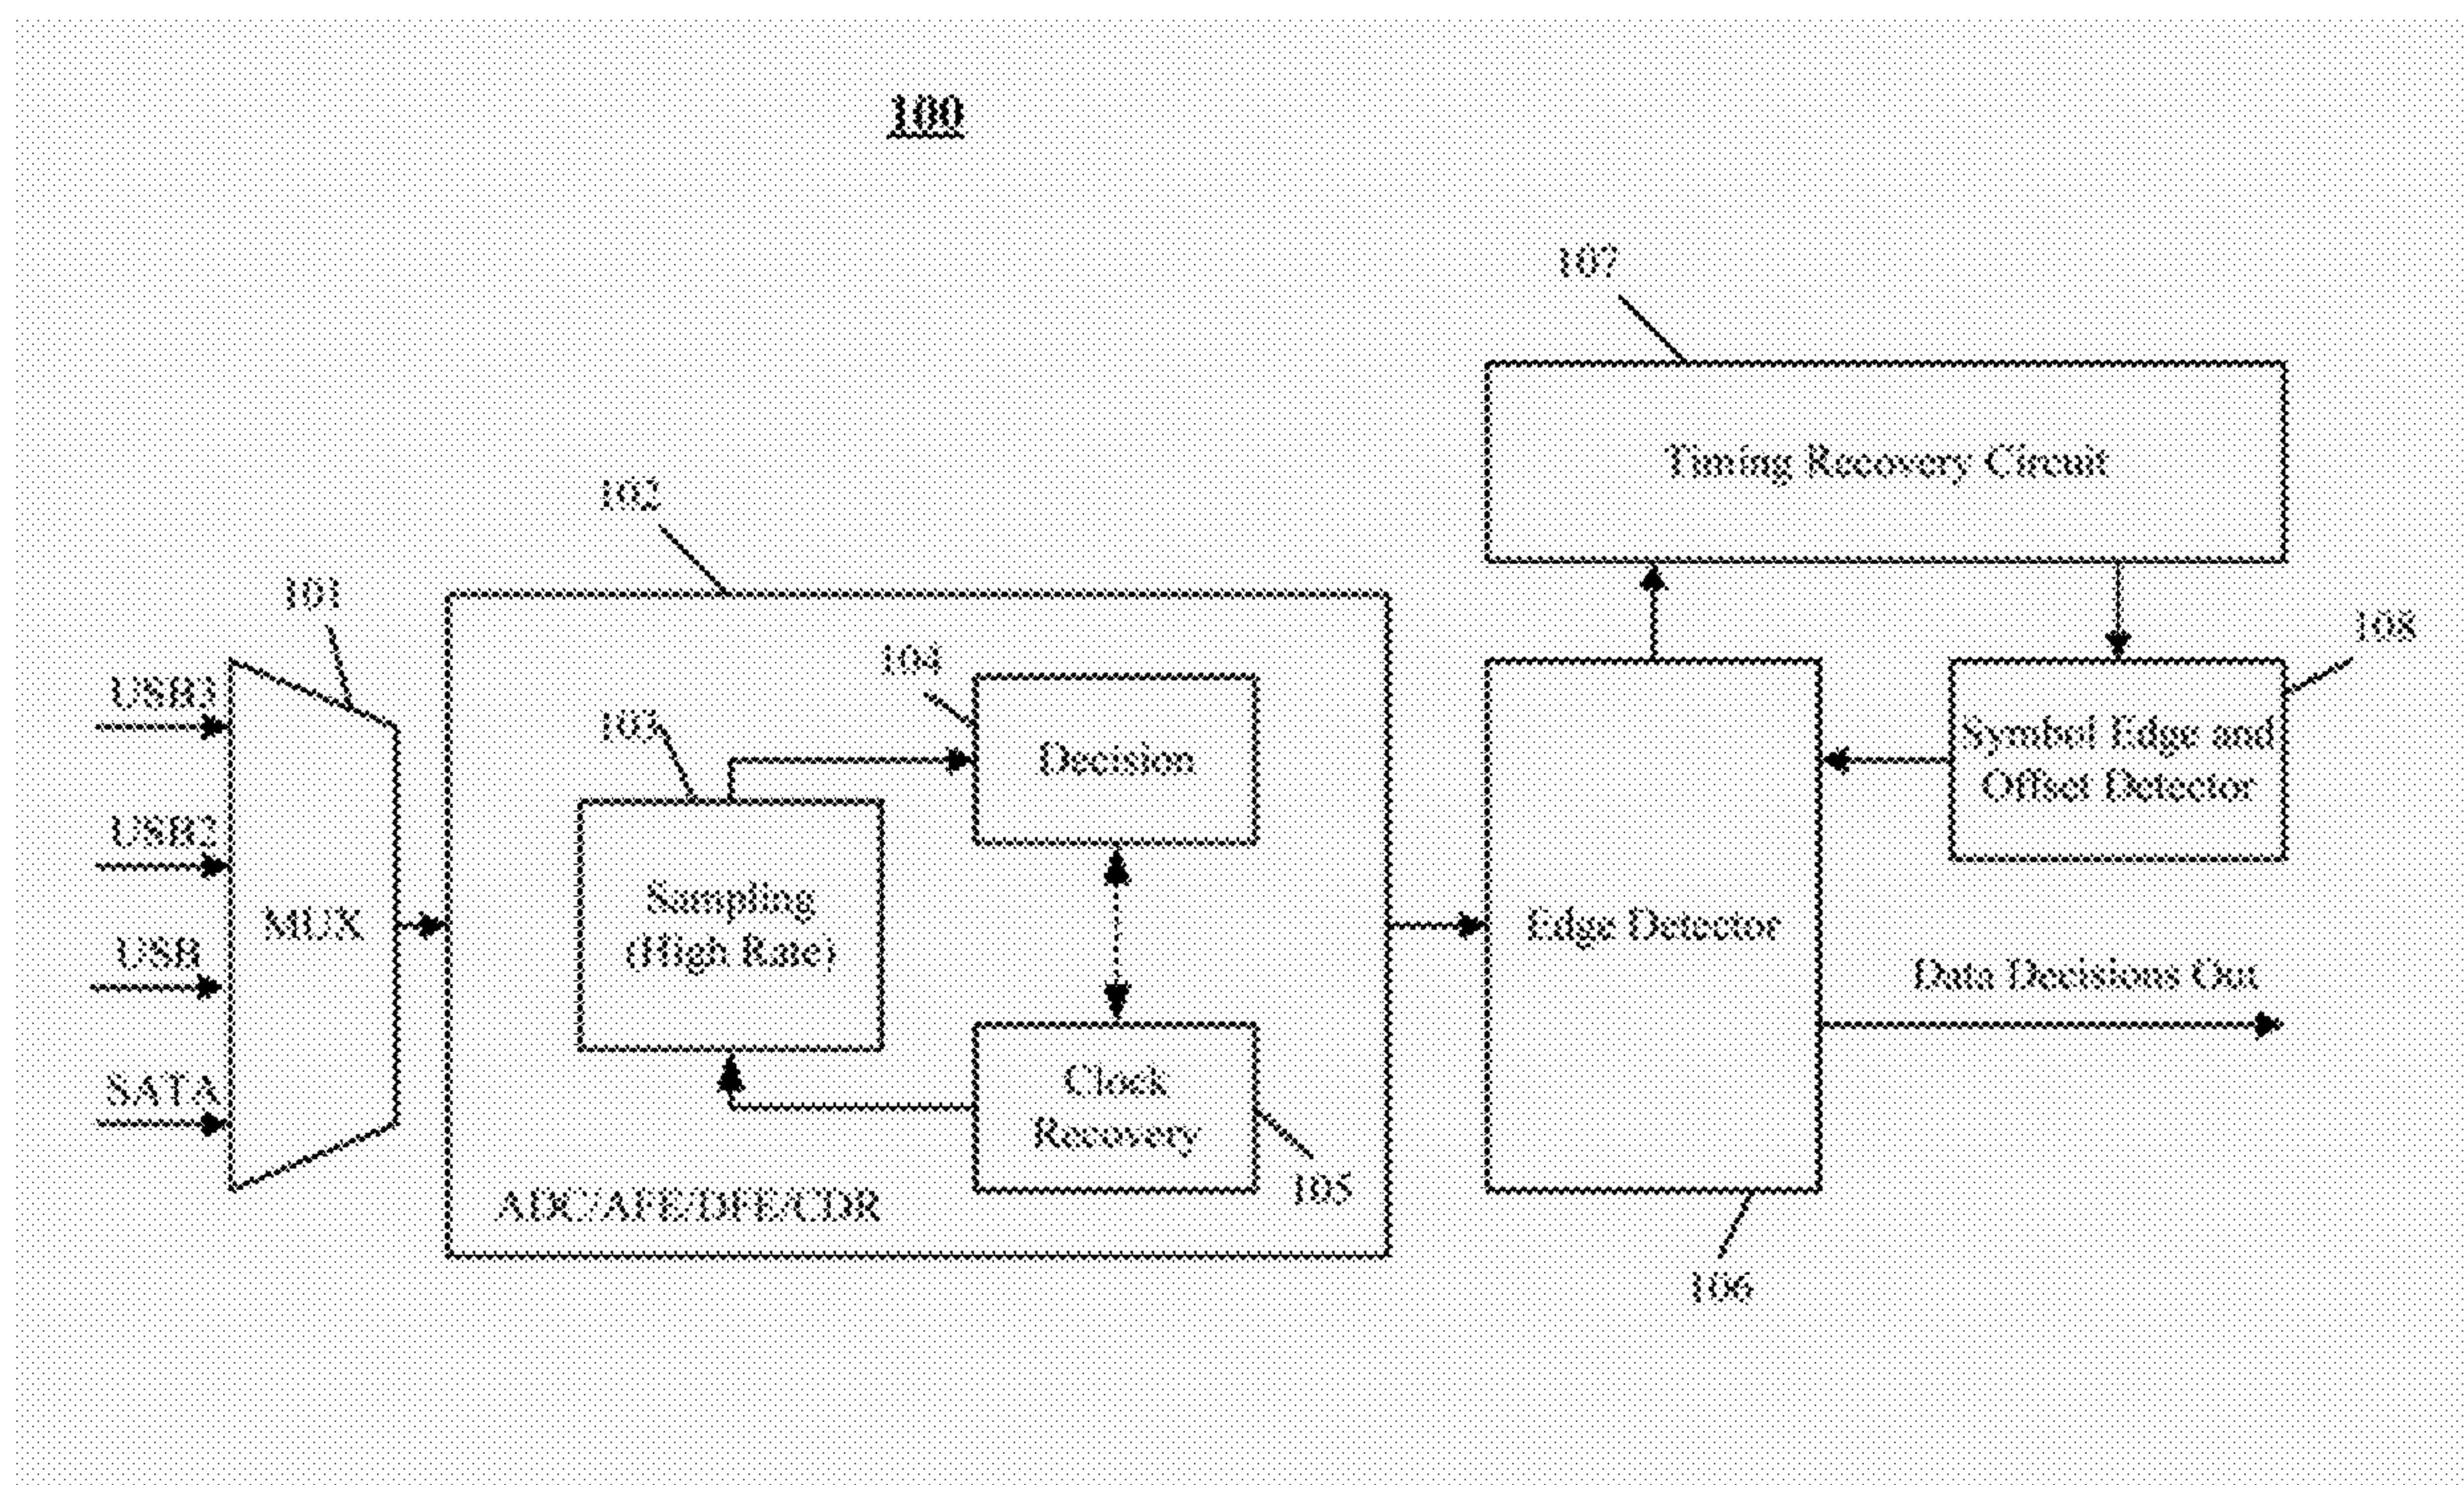 100
107
Timing Recovery Circuit
102
101
108
104
USB3
103
Decision
Symbol Edge and
Offset Detector
USB2
Sampling
(High Rate)
MUX
Edge Detector
USB
Data Decisions Out
SATA
Clock
Recovery
105
ADC/AFE/DFE/CDR
106